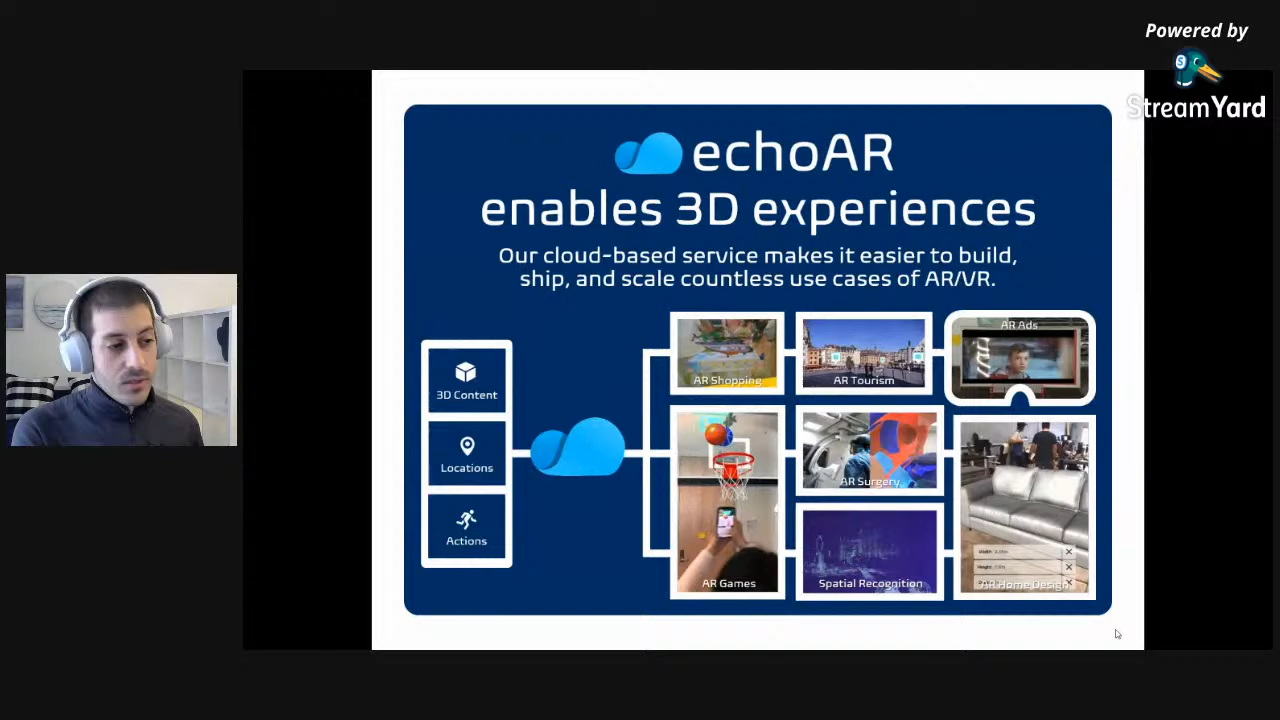 Powered by
StreamYard
echoAR
enables 3D experiences
Our cloud-based service makes it easier to build,
ship, and scale countless use cases of AR/VR.
3D Content
Locations
Actions
AR Shopping
AR Tourism
AR Ads
AR Games
AR Surgery
Spatial Recognition
Width:
Height:
AR Home Design